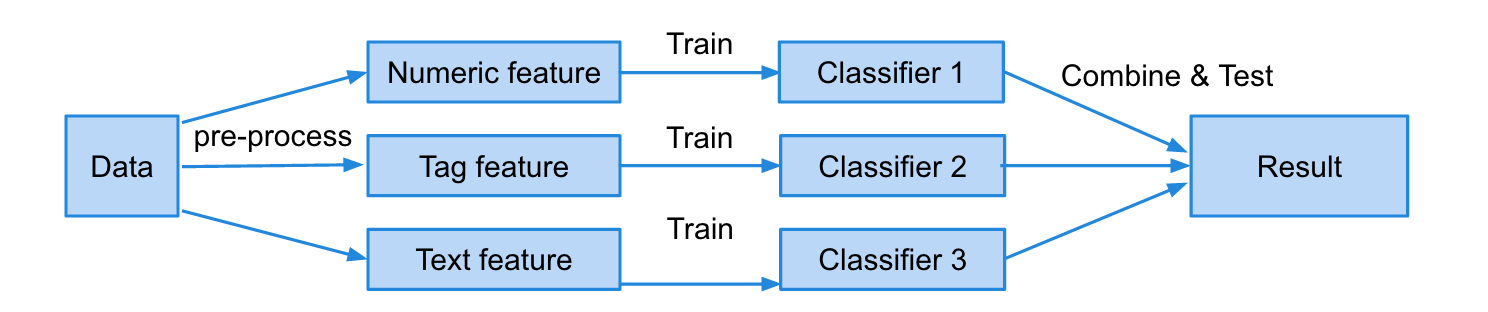 Data
pre-process
Numeric feature
Tag feature
Text feature
Train
Train
Train
Classifier 1
Classifier 2
Classifier 3
Combine & Test
Result